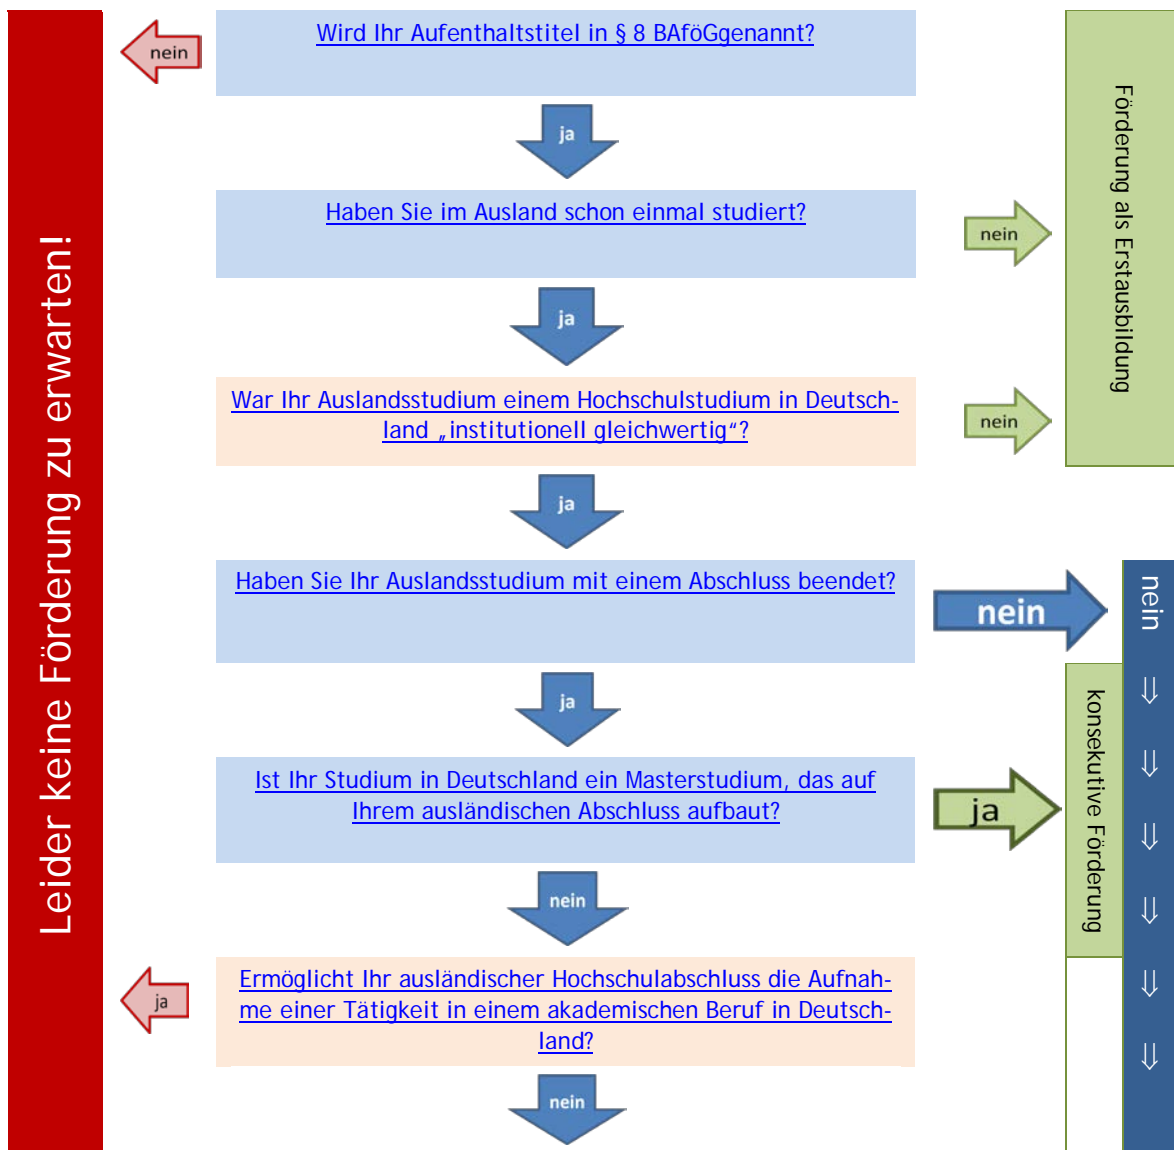 Leider keine Förderung zu erwarten!
Wird Ihr Aufenthaltstitel in § 8 BAföGgenannt?
nein
ja
Förderung als Erstausbildung
Haben Sie im Ausland schon einmal studiert?
nein
ja
War Ihr Auslandsstudium einem Hochschulstudium in Deutsch-
land „institutionell gleichwertig“?
nein
ja
Haben Sie Ihr Auslandsstudium mit einem Abschluss beendet?
nein
nein ⇓ ⇓ ⇓ ⇓ ⇓ ⇓
ja
konsekutive Förderung
Ist Ihr Studium in Deutschland ein Masterstudium, das auf
Ihrem ausländischen Abschluss aufbaut?
ja
nein
Ermöglicht Ihr ausländischer Hochschulabschluss die Aufnah-
me einer Tätigkeit in einem akademischen Beruf in Deutsch-
land?
ja
nein